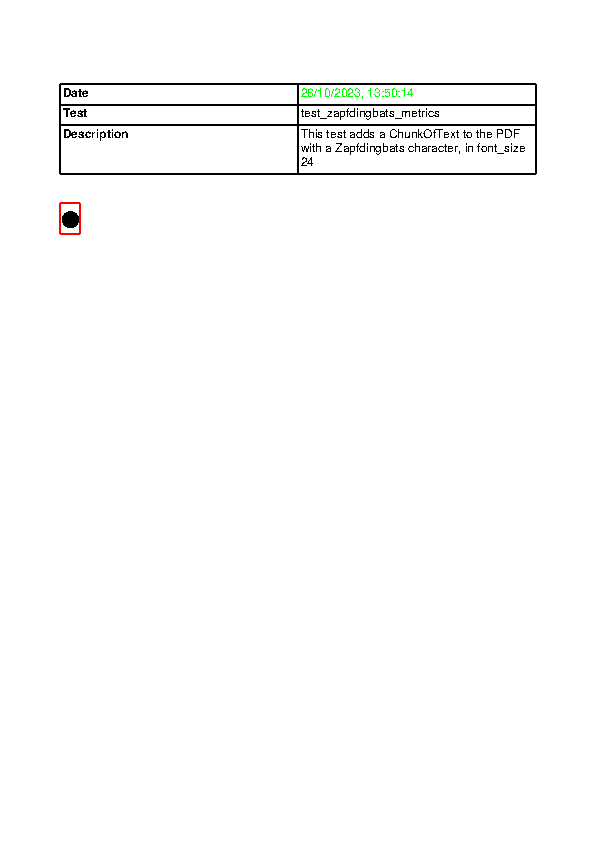 Date 26/10/2023, 13:50:14
Test test_zapfdingbats_metrics
Description This test adds a ChunkOfText to the PDF
with a Zapfdingbats character, in font_size
24
●